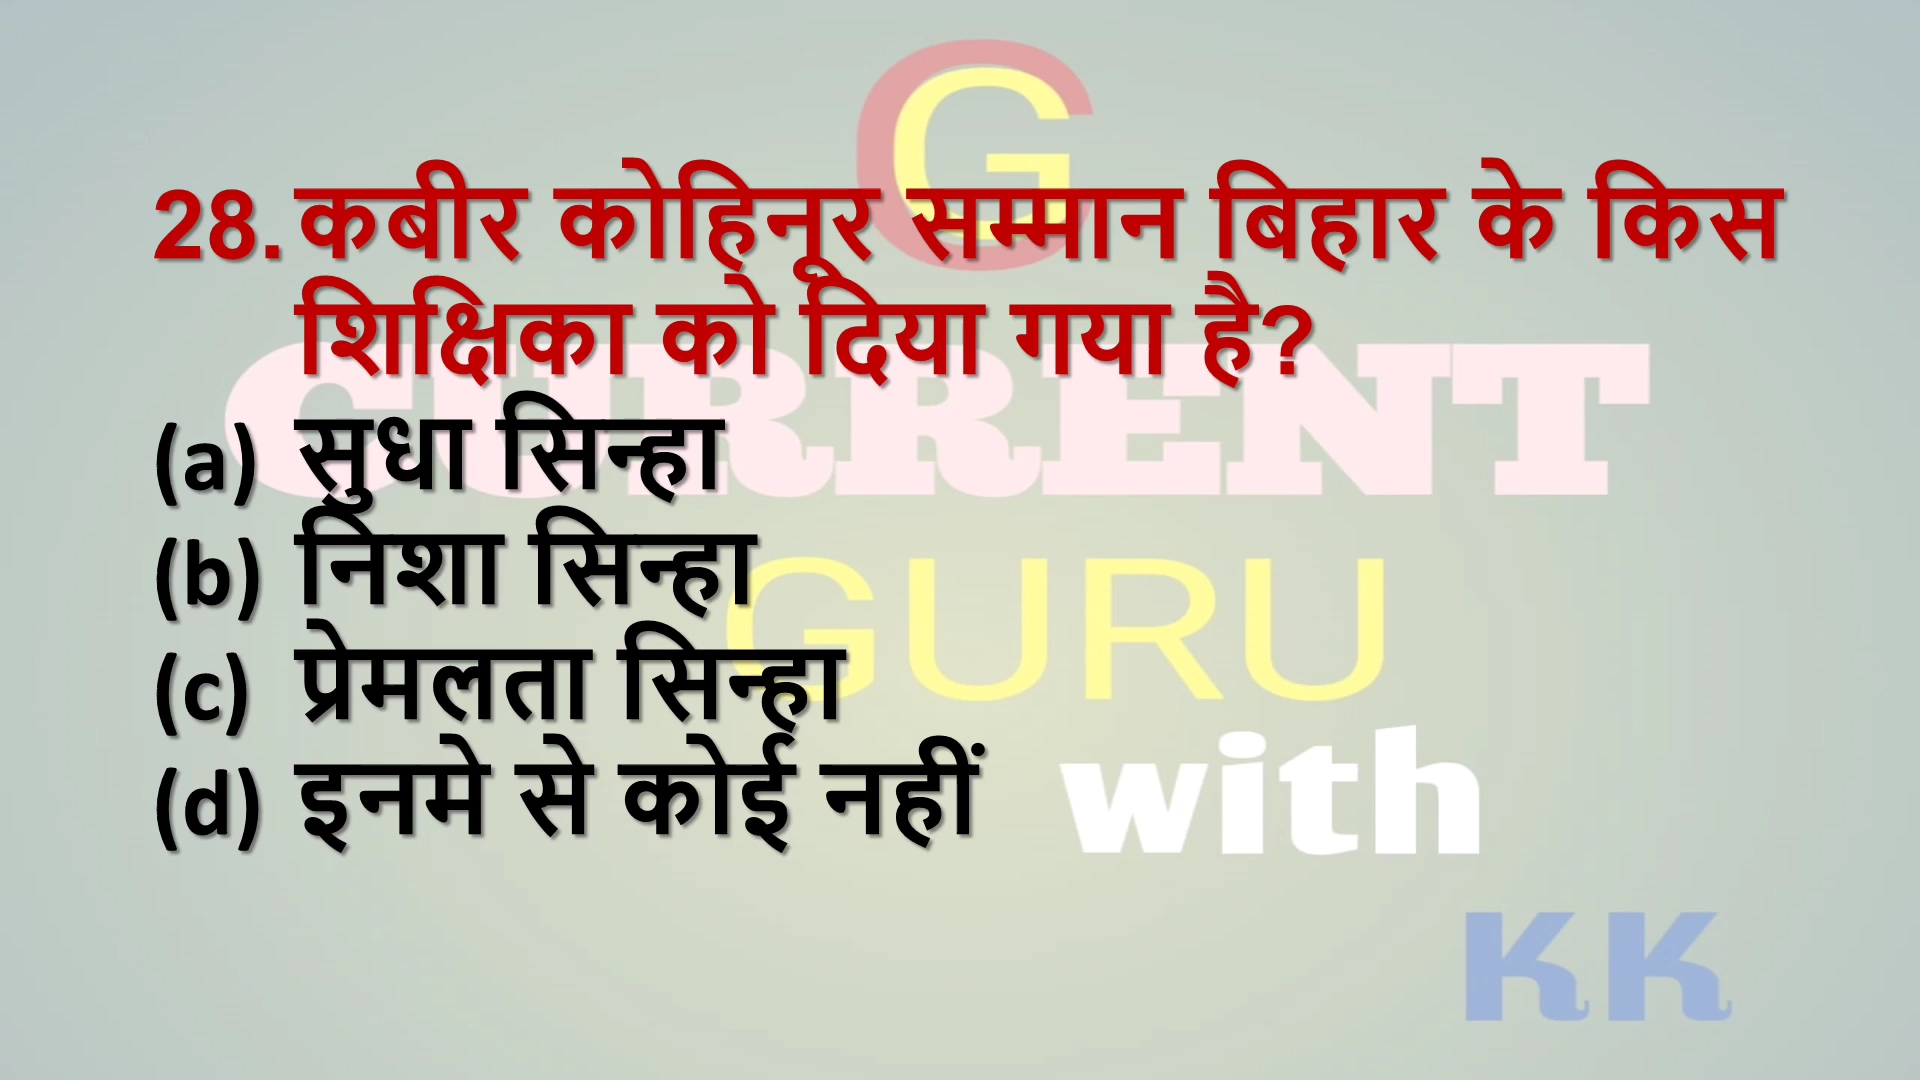 G
28. कबीर कोहिनूर सम्मान बिहार के किस
शिक्षिका को दिया गया है?
(a) सुधा सिन्हा
(b) निशा सिन्हा
(c) प्रेमलता सिन्हा
(d) इनमे से कोई नहीं
CURRENT
GURU
with
KK